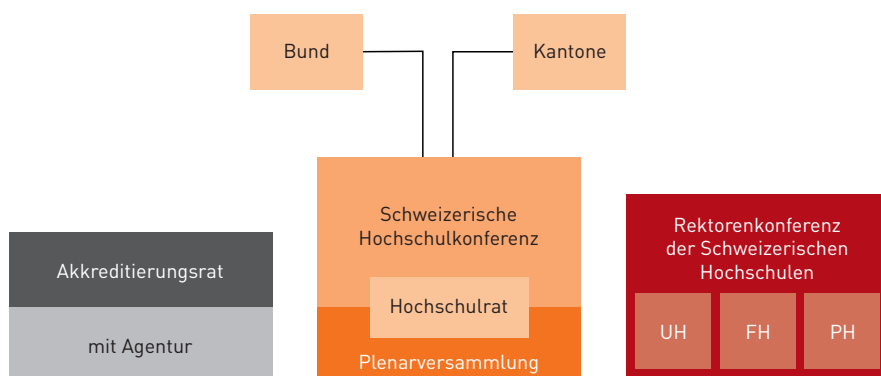 Bund
Kantone
Schweizerische
Hochschulkonferenz
Hochschulrat
Plenarversammlung
Akkreditierungsrat
mit Agentur
Rektorenkonferenz
der Schweizerischen
Hochschulen
UH
FH
PH